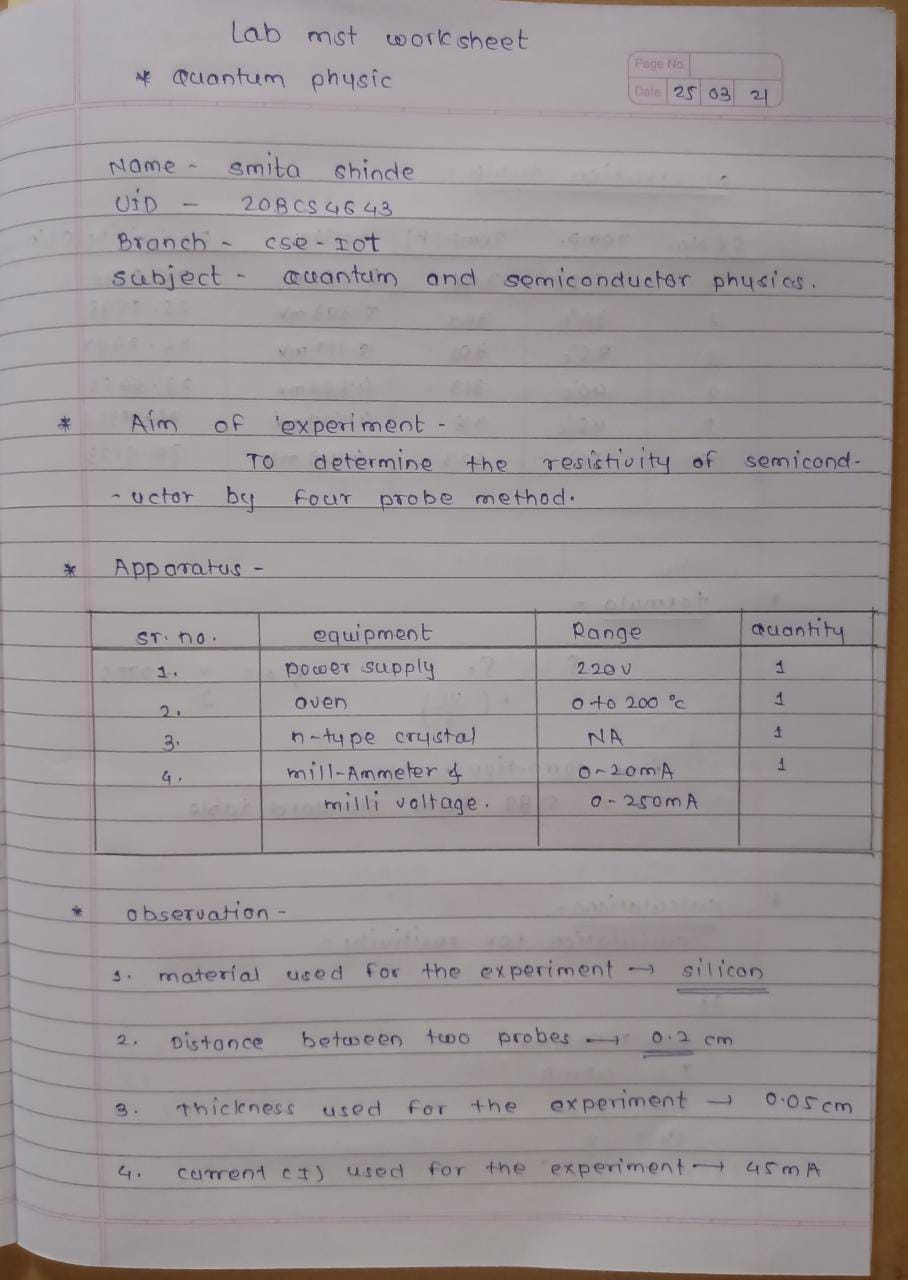 Lab mst worksheet
* Quantum physic
Page No.
Date 25 03 21
Name - Smita Shinde
UID - 20BCS4643
Branch - CSE-IOT
Subject - Quantum and semiconductor physics.
* Aim of experiment -
To determine the resistivity of semicond-
-uctor by four probe method.
* Apparatus -
Sr. no. equipment Range Quantity
1. power supply 220V 1
2. oven 0 to 200 °c 1
3. n-type crystal NA 1
4. mill-Ammeter & 0-20mA 1
milli voltage. 0-250mA
* observation -
1. material used for the experiment → silicon
2. Distance between two probes → 0.2 cm
3. Thickness used for the experiment → 0.05cm
4. current (I) used for the experiment → 45mA